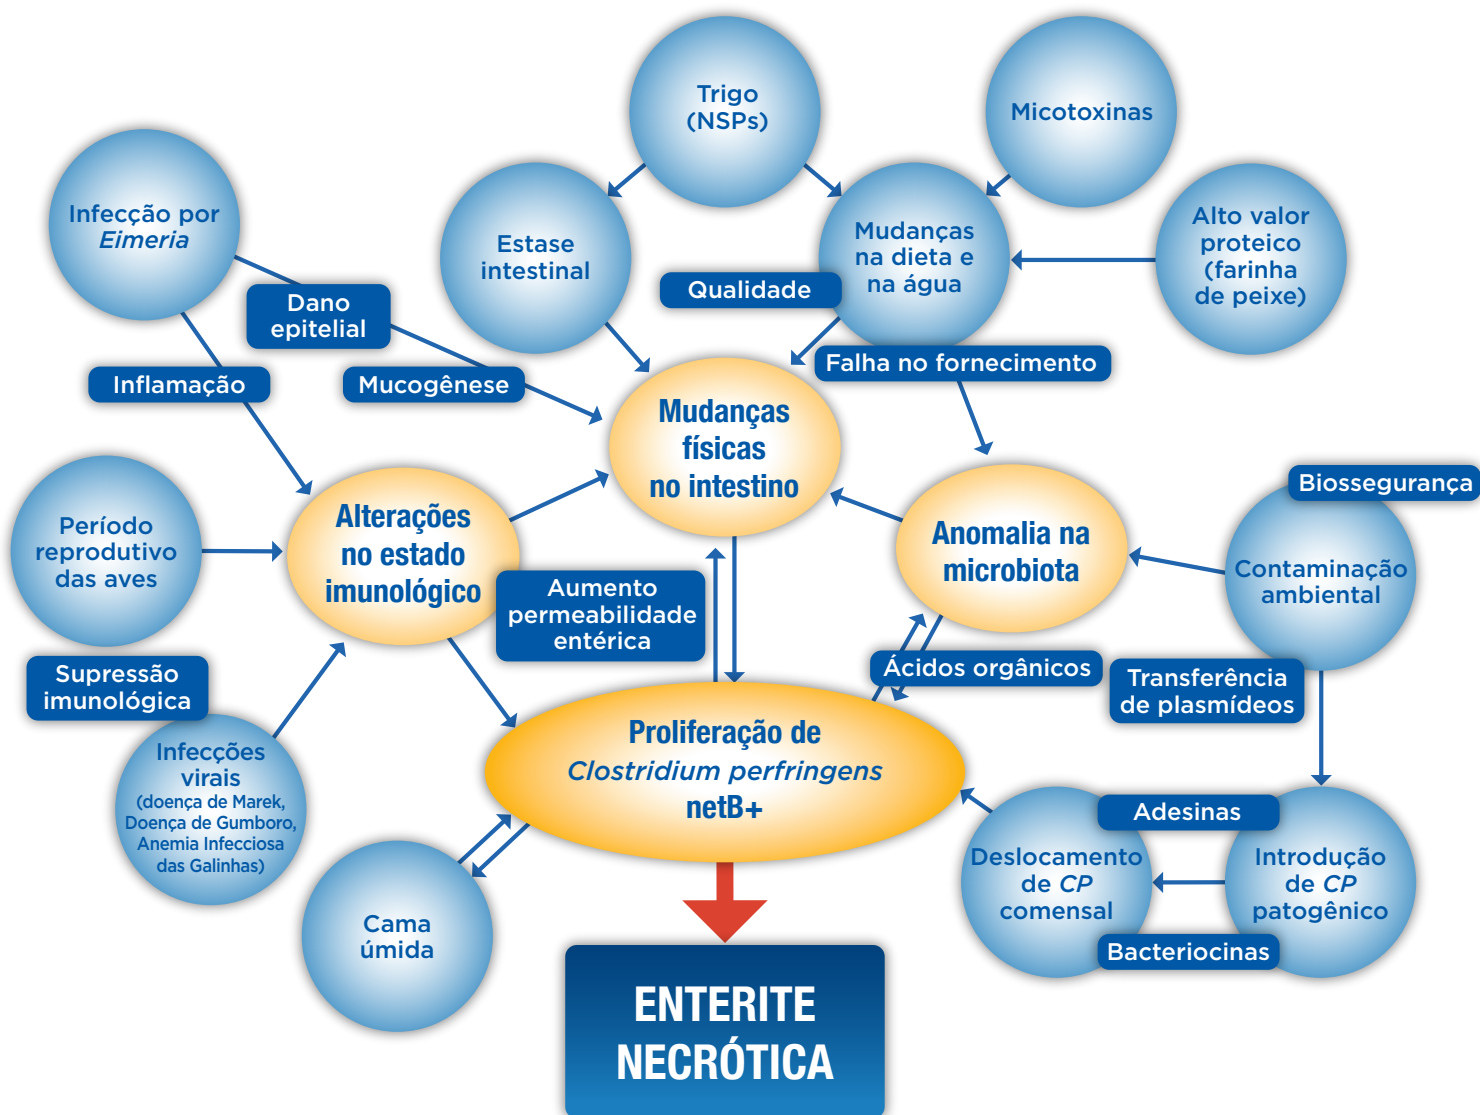 Trigo
(NSPs)
Micotoxinas
Infecção por
Eimeria
Estase
intestinal
Mudanças
na dieta e
na água
Alto valor
proteico
(farinha
de peixe)
Qualidade
Dano
epitelial
Falha no fornecimento
Inflamação
Mucogênese
Mudanças
físicas
no intestino
Biossegurança
Período
reprodutivo
das aves
Alterações
no estado
imunológico
Anomalia na
microbiota
Contaminação
ambiental
Aumento
permeabilidade
entérica
Supressão
imunológica
Ácidos orgânicos
Transferência
de plasmídeos
Infecções
virais
(doença de Marek,
Doença de Gumboro,
Anemia Infecciosa
das Galinhas)
Proliferação de
Clostridium perfringens
netB+
Adesinas
Deslocamento
de CP
comensal
Introdução
de CP
patogênico
Bacteriocinas
Cama
úmida
ENTERITE
NECRÓTICA